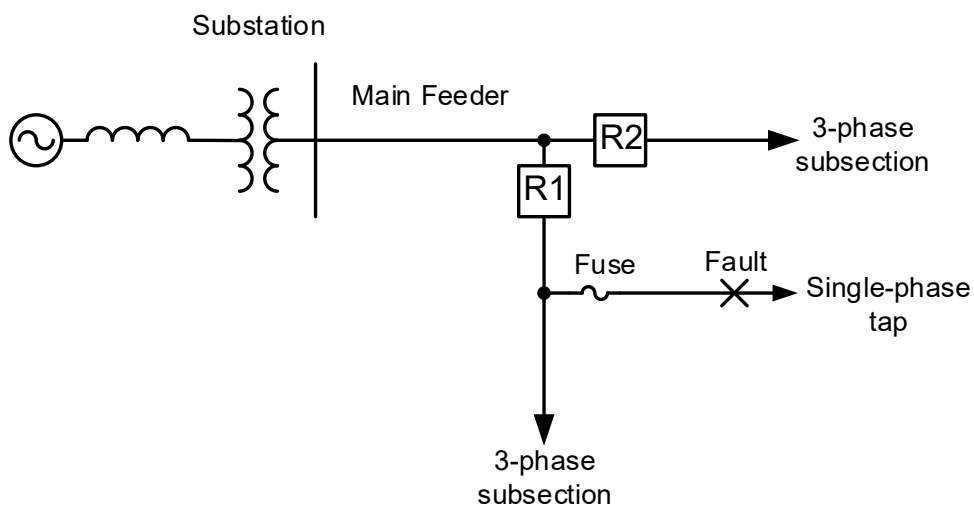 Substation
Main Feeder
R2
3-phase
subsection
R1
Fuse
Fault
Single-phase
tap
3-phase
subsection